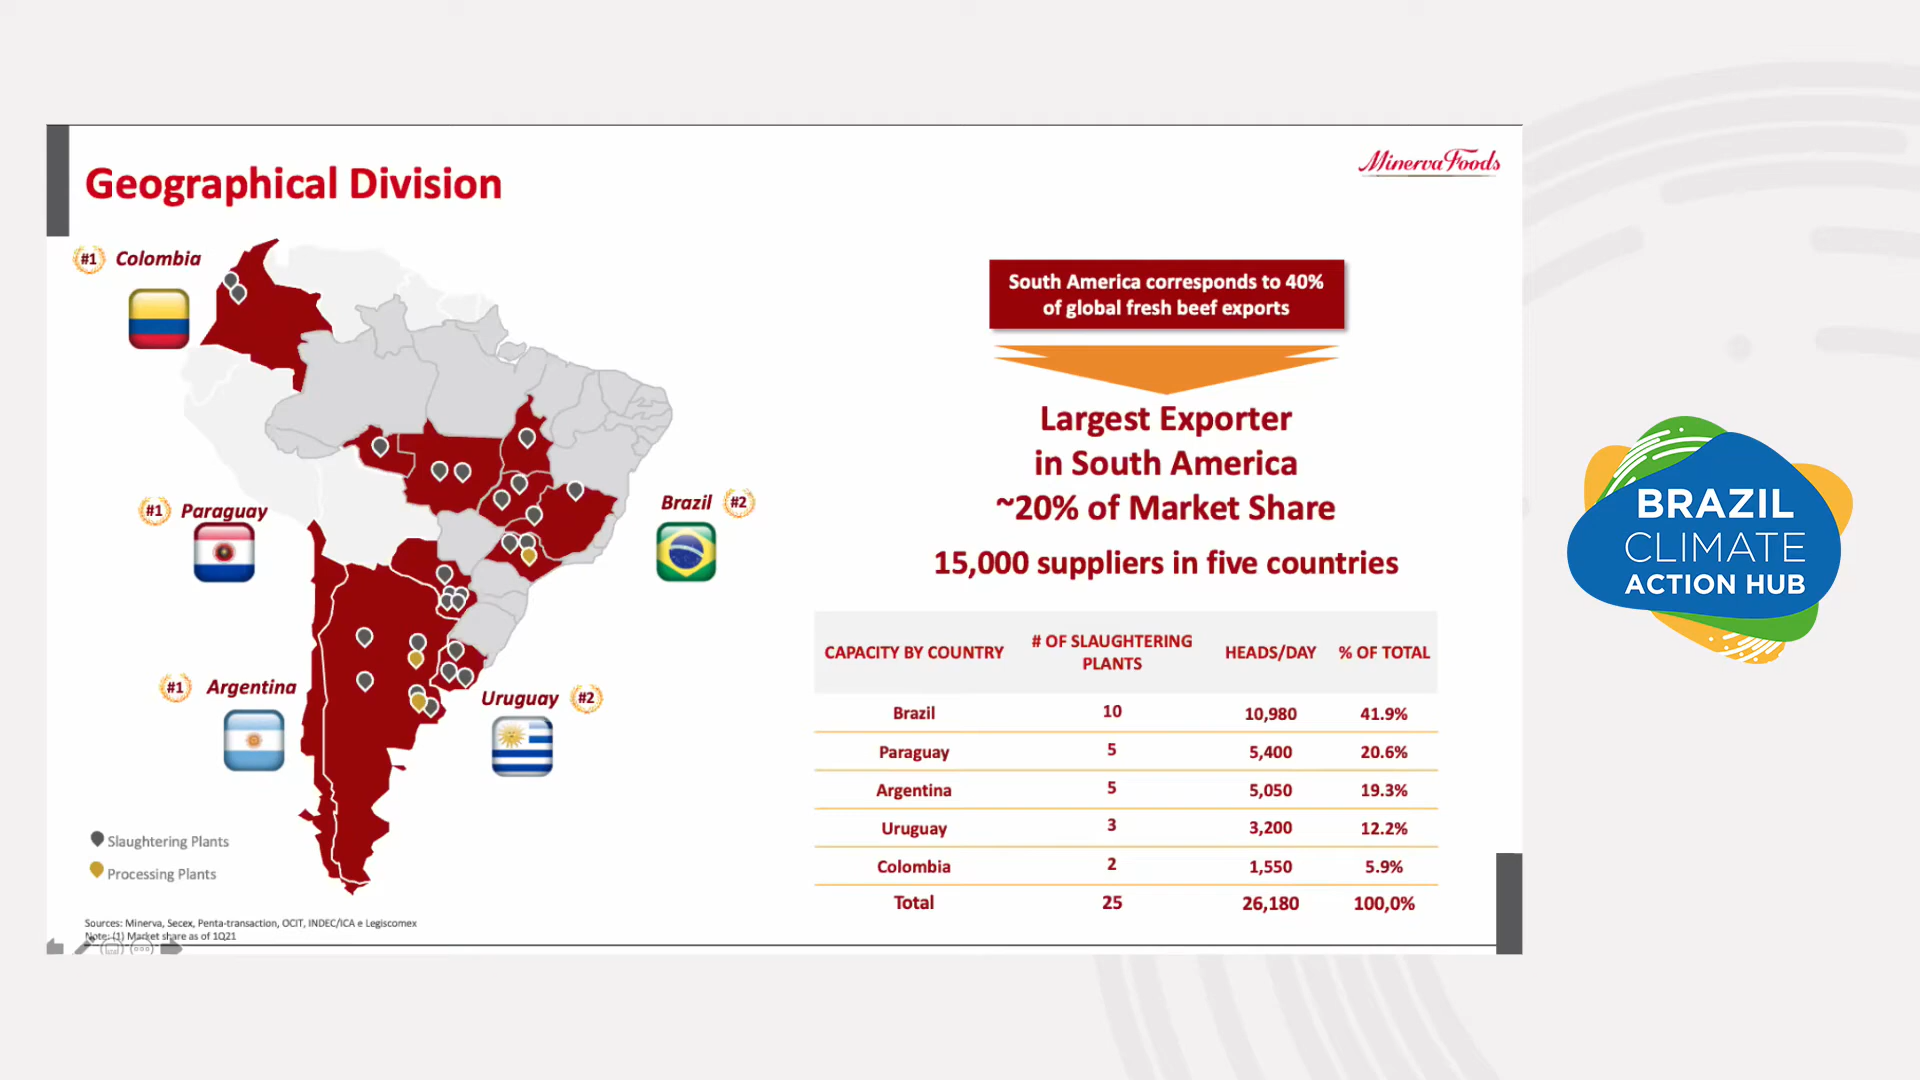 Geographical Division
MinervaFoods
#1 Colombia
#1 Paraguay
Brazil #2
#1 Argentina
Uruguay #2
Slaughtering Plants
Processing Plants
Sources: Minerva, Secex, Penta-transaction, OCIT, INDEC/ICA e Legiscomex
Note: (1) Market share as of 1Q21
South America corresponds to 40%
of global fresh beef exports
Largest Exporter
in South America
~20% of Market Share
15,000 suppliers in five countries
CAPACITY BY COUNTRY # OF SLAUGHTERING PLANTS HEADS/DAY % OF TOTAL
Brazil 10 10,980 41.9%
Paraguay 5 5,400 20.6%
Argentina 5 5,050 19.3%
Uruguay 3 3,200 12.2%
Colombia 2 1,550 5.9%
Total 25 26,180 100,0%
BRAZIL
CLIMATE
ACTION HUB